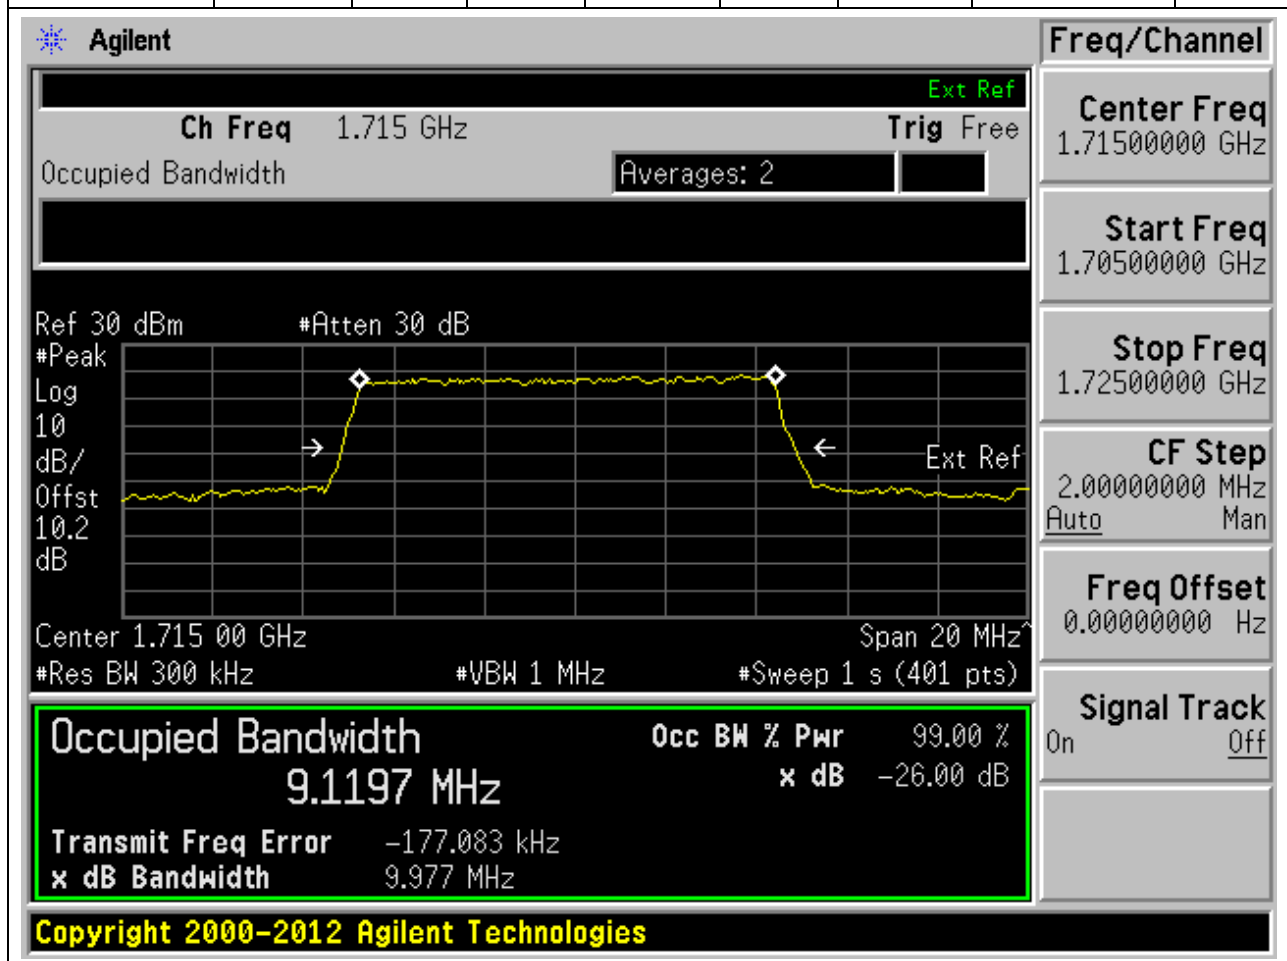 Agilent
Freq/Channel
Ext Ref
Ch Freq 1.715 GHz Trig Free
Occupied Bandwidth Averages: 2
Center Freq
1.71500000 GHz
Start Freq
1.70500000 GHz
Stop Freq
1.72500000 GHz
CF Step
2.00000000 MHz
Auto Man
Freq Offset
0.00000000 Hz
Signal Track
On Off
Ref 30 dBm #Atten 30 dB
#Peak
Log
10
dB/
Offst
10.2
dB
Ext Ref
Center 1.715 00 GHz Span 20 MHz^
#Res BW 300 kHz #VBW 1 MHz #Sweep 1 s (401 pts)
Occupied Bandwidth Occ BW % Pwr 99.00 %
9.1197 MHz x dB -26.00 dB
Transmit Freq Error -177.083 kHz
x dB Bandwidth 9.977 MHz
Copyright 2000-2012 Agilent Technologies